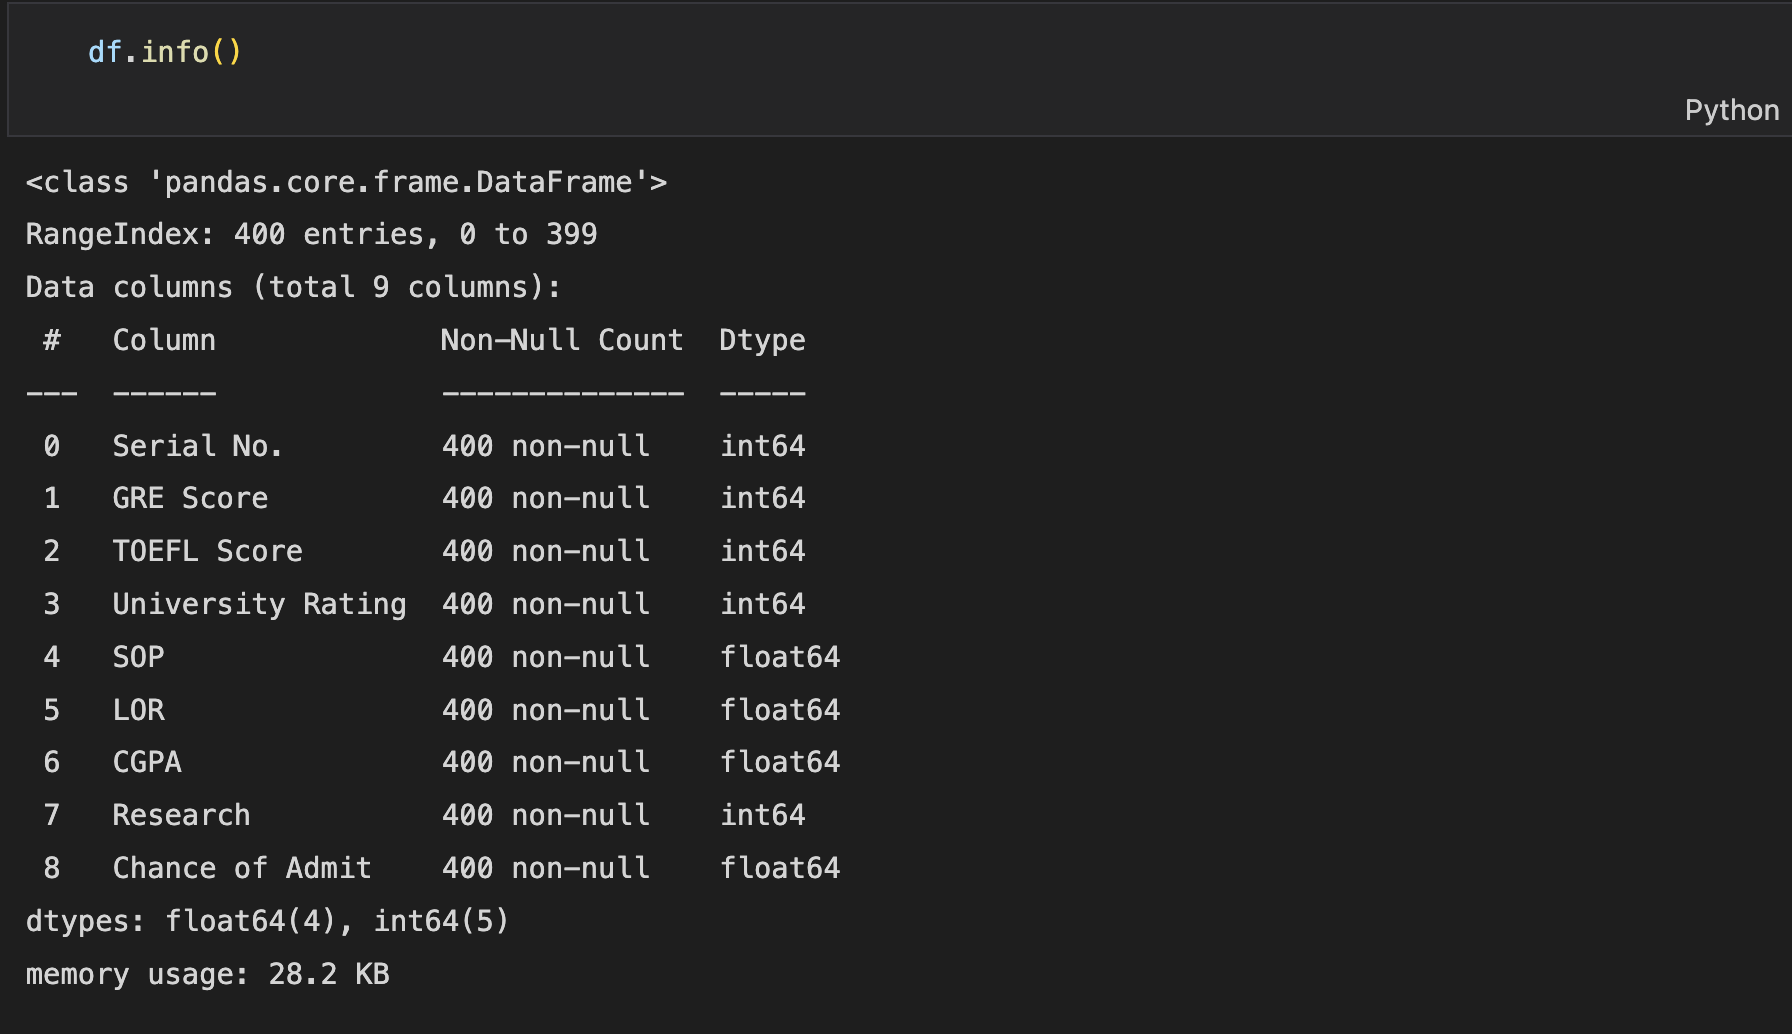 df.info()
Python
<class 'pandas.core.frame.DataFrame'>
RangeIndex: 400 entries, 0 to 399
Data columns (total 9 columns):
 #   Column             Non-Null Count  Dtype
---  ------             --------------  -----
 0   Serial No.         400 non-null    int64
 1   GRE Score          400 non-null    int64
 2   TOEFL Score        400 non-null    int64
 3   University Rating  400 non-null    int64
 4   SOP                400 non-null    float64
 5   LOR                400 non-null    float64
 6   CGPA               400 non-null    float64
 7   Research           400 non-null    int64
 8   Chance of Admit    400 non-null    float64
dtypes: float64(4), int64(5)
memory usage: 28.2 KB